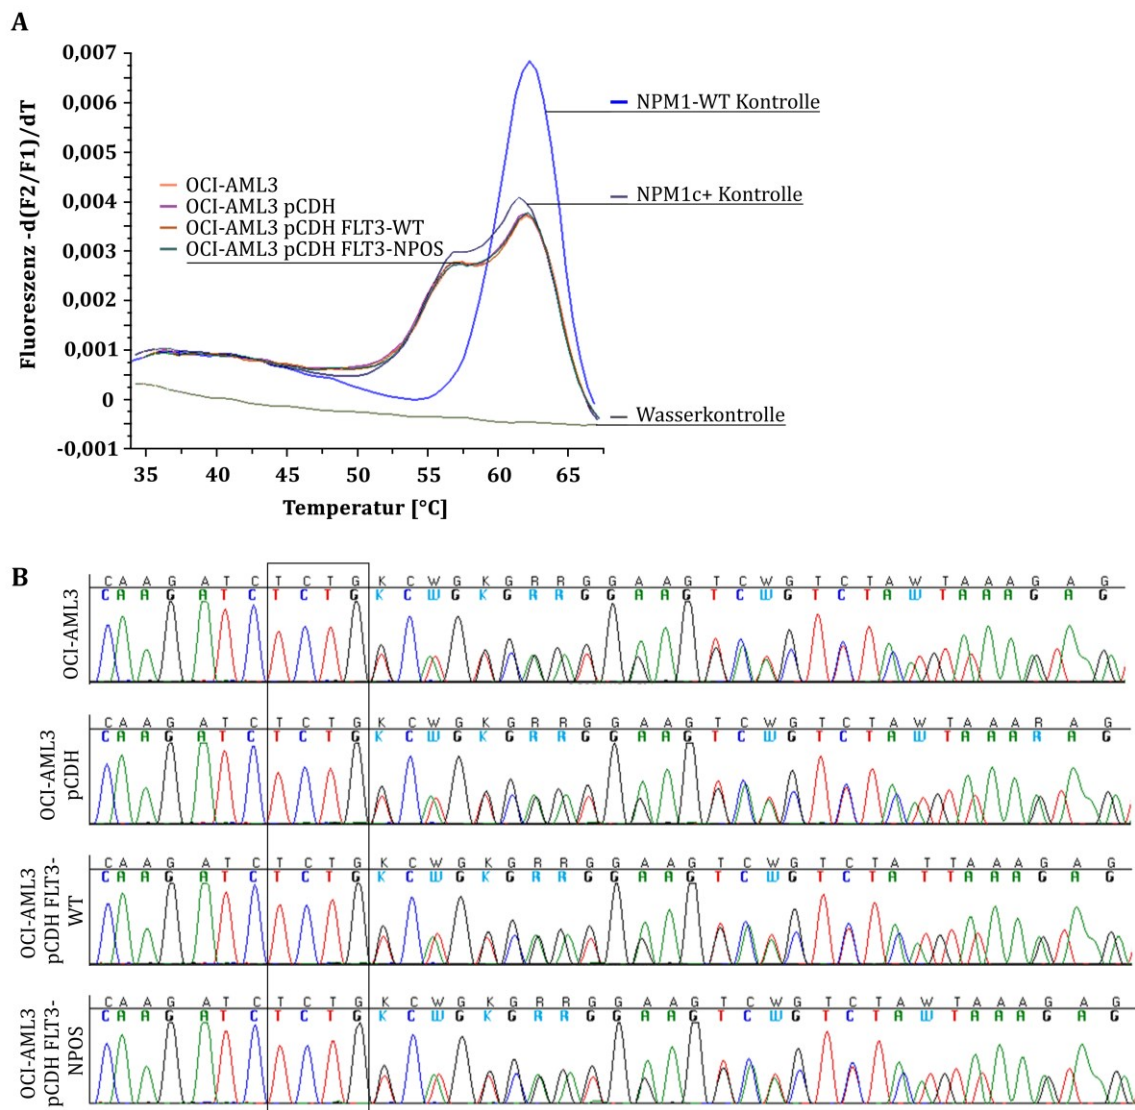 A
0,007
0,006
0,005
0,004
0,003
0,002
0,001
0
-0,001
Fluoreszenz -d(F2/F1)/dT
NPM1-WT Kontrolle
NPM1c+ Kontrolle
OCI-AML3
OCI-AML3 pCDH
OCI-AML3 pCDH FLT3-WT
OCI-AML3 pCDH FLT3-NPOS
Wasserkontrolle
35 40 45 50 55 60 65
Temperatur [°C]
B
OCI-AML3
C A A G A T C T C T G K C W G K G R R G G A A G T C W G T C T A W T A A A G A G
C A A G A T C T C T G K C W G K G R R G G A A G T C W G T C T A W T A A A G A G
OCI-AML3
pCDH
C A A G A T C T C T G K C W G K G R R G G A A G T C W G T C T A W T A A A R A G
C A A G A T C T C T G K C W G K G R R G G A A G T C W G T C T A W T A A A R A G
OCI-AML3
pCDH FLT3-
WT
C A A G A T C T C T G K C W G K G R R G G A A G T C W G T C T A T T A A A G A G
C A A G A T C T C T G K C W G K G R R G G A A G T C W G T C T A T T A A A G A G
OCI-AML3
pCDH FLT3-
NPOS
C A A G A T C T C T G K C W G K G R R G G A A G T C W G T C T A W T A A A G A G
C A A G A T C T C T G K C W G K G R R G G A A G T C W G T C T A W T A A A G A G